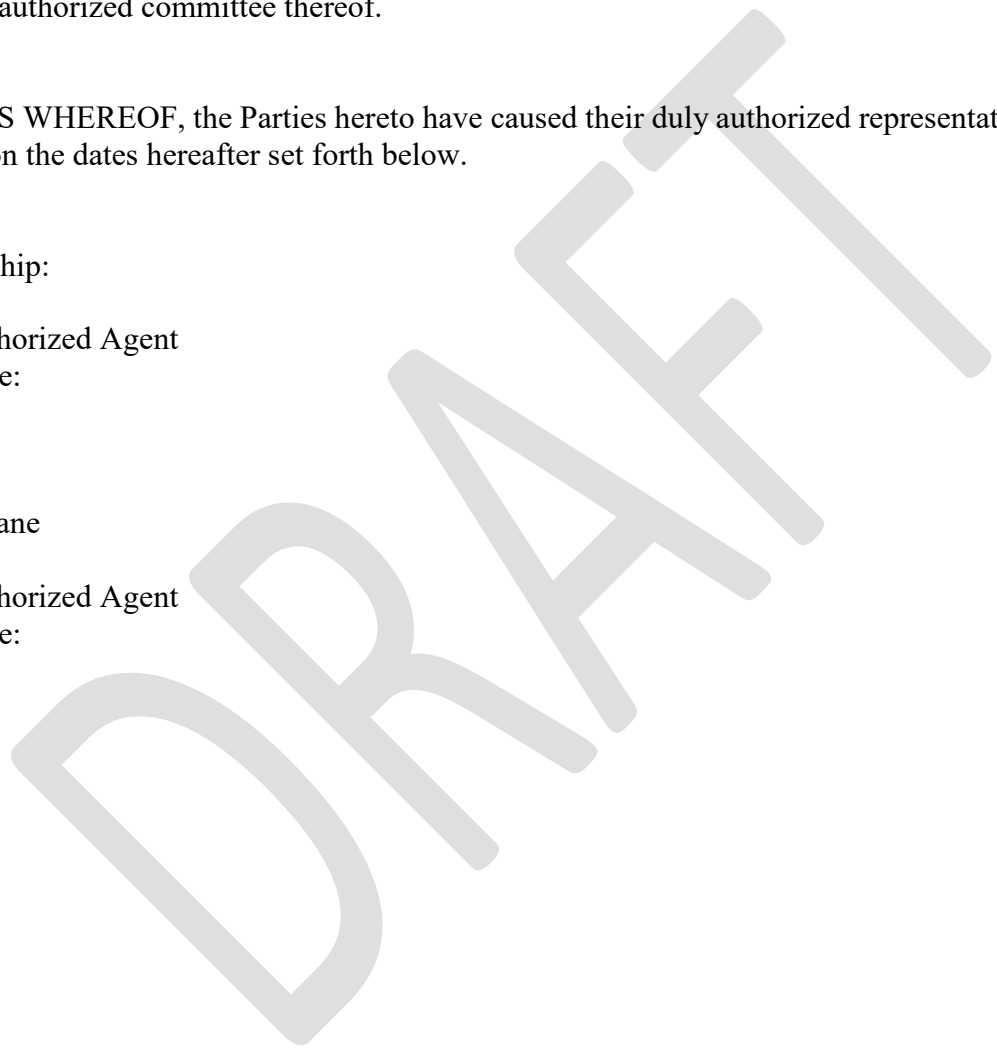 authorized committee thereof.
S WHEREOF, the Parties hereto have caused their duly authorized representat
on the dates hereafter set forth below.
hip:
horized Agent
e:
ane
horized Agent
e:
DRAFT